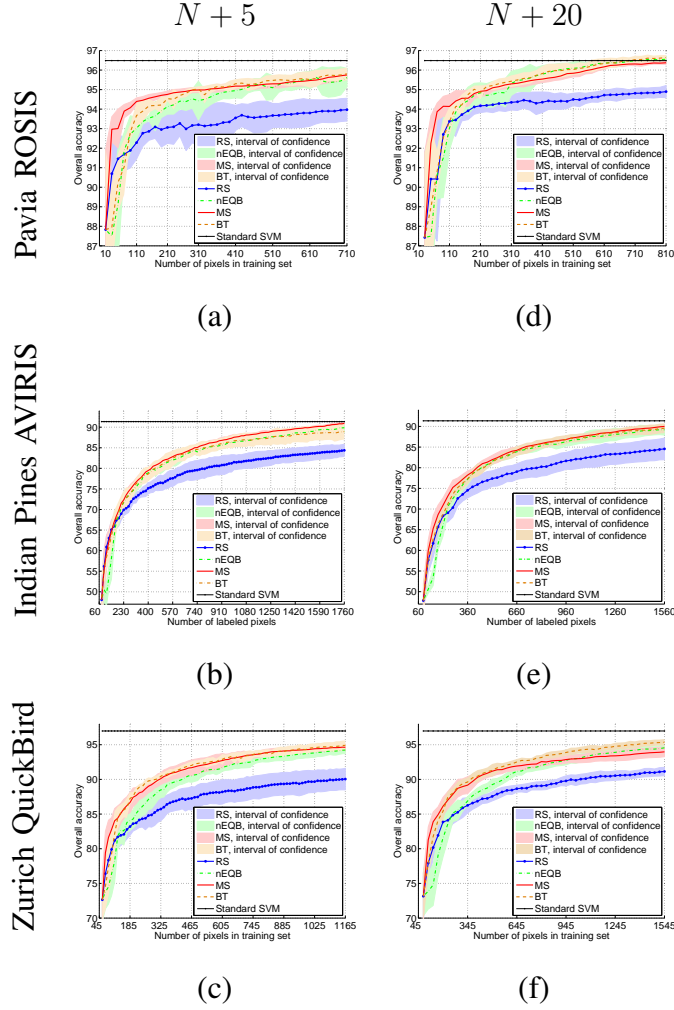 N + 5
N + 20
Pavia ROSIS
Overall accuracy
97
96
95
94
93
92
91
90
89
88
87
RS, interval of confidence
nEQB, interval of confidence
MS, interval of confidence
BT, interval of confidence
RS
nEQB
MS
BT
Standard SVM
10 110 210 310 410 510 610 710
Number of pixels in training set
(a)
Overall accuracy
97
96
95
94
93
92
91
90
89
88
87
RS, interval of confidence
nEQB, interval of confidence
MS, interval of confidence
BT, interval of confidence
RS
nEQB
MS
BT
Standard SVM
10 110 210 310 410 510 610 710 810
Number of pixels in training set
(d)
Indian Pines AVIRIS
Overall accuracy
90
85
80
75
70
65
60
55
50
RS, interval of confidence
nEQB, interval of confidence
MS, interval of confidence
BT, interval of confidence
RS
nEQB
MS
BT
Standard SVM
60 230 400 570 740 910 1080 1250 1420 1590 1760
Number of labeled pixels
(b)
Overall accuracy
90
85
80
75
70
65
60
55
50
RS, interval of confidence
nEQB, interval of confidence
MS, interval of confidence
BT, interval of confidence
RS
nEQB
MS
BT
Standard SVM
60 360 660 960 1260 1560
Number of labeled pixels
(e)
Zurich QuickBird
Overall accuracy
95
90
85
80
75
70
RS, interval of confidence
nEQB, interval of confidence
MS, interval of confidence
BT, interval of confidence
RS
nEQB
MS
BT
Standard SVM
45 185 325 465 605 745 885 1025 1165
Number of pixels in training set
(c)
Overall accuracy
95
90
85
80
75
70
RS, interval of confidence
nEQB, interval of confidence
MS, interval of confidence
BT, interval of confidence
RS
nEQB
MS
BT
Standard SVM
45 345 645 945 1245 1545
Number of pixels in training set
(f)